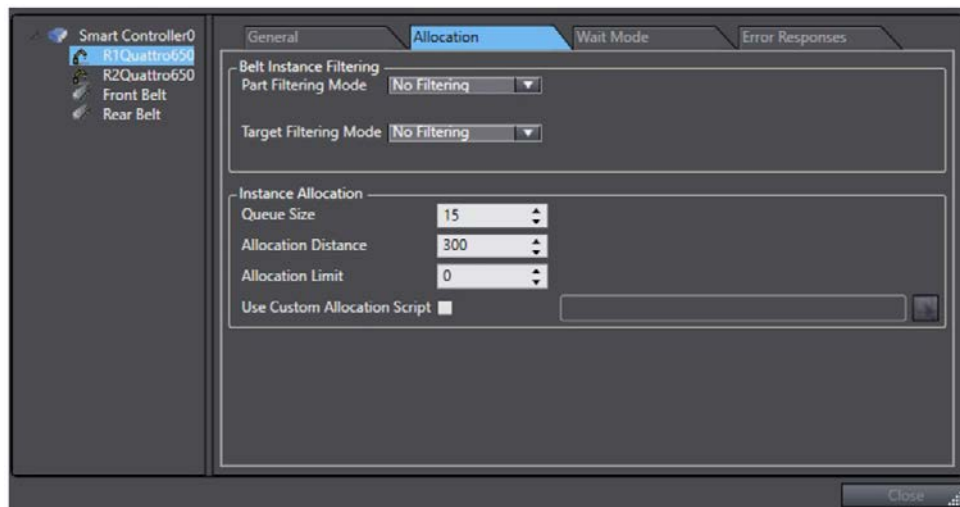 Smart Controller0
R1Quattro650
R2Quattro650
Front Belt
Rear Belt
General Allocation Wait Mode Error Responses
Belt Instance Filtering
Part Filtering Mode No Filtering
Target Filtering Mode No Filtering
Instance Allocation
Queue Size 15
Allocation Distance 300
Allocation Limit 0
Use Custom Allocation Script
Close